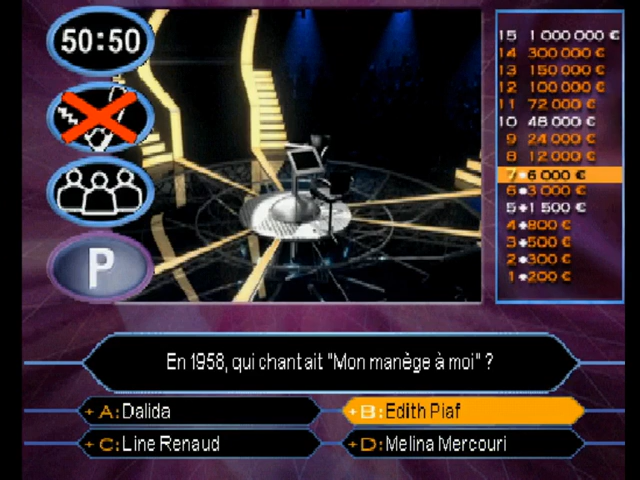 50:50
P
15 1 000 000 €
14 300 000 €
13 150 000 €
12 100 000 €
11 72 000 €
10 48 000 €
9 24 000 €
8 12 000 €
7 6 000 €
6 3 000 €
5 1 500 €
4 800 €
3 500 €
2 300 €
1 200 €
En 1958, qui chantait "Mon manège à moi" ?
A: Dalida
B: Edith Piaf
C: Line Renaud
D: Melina Mercouri